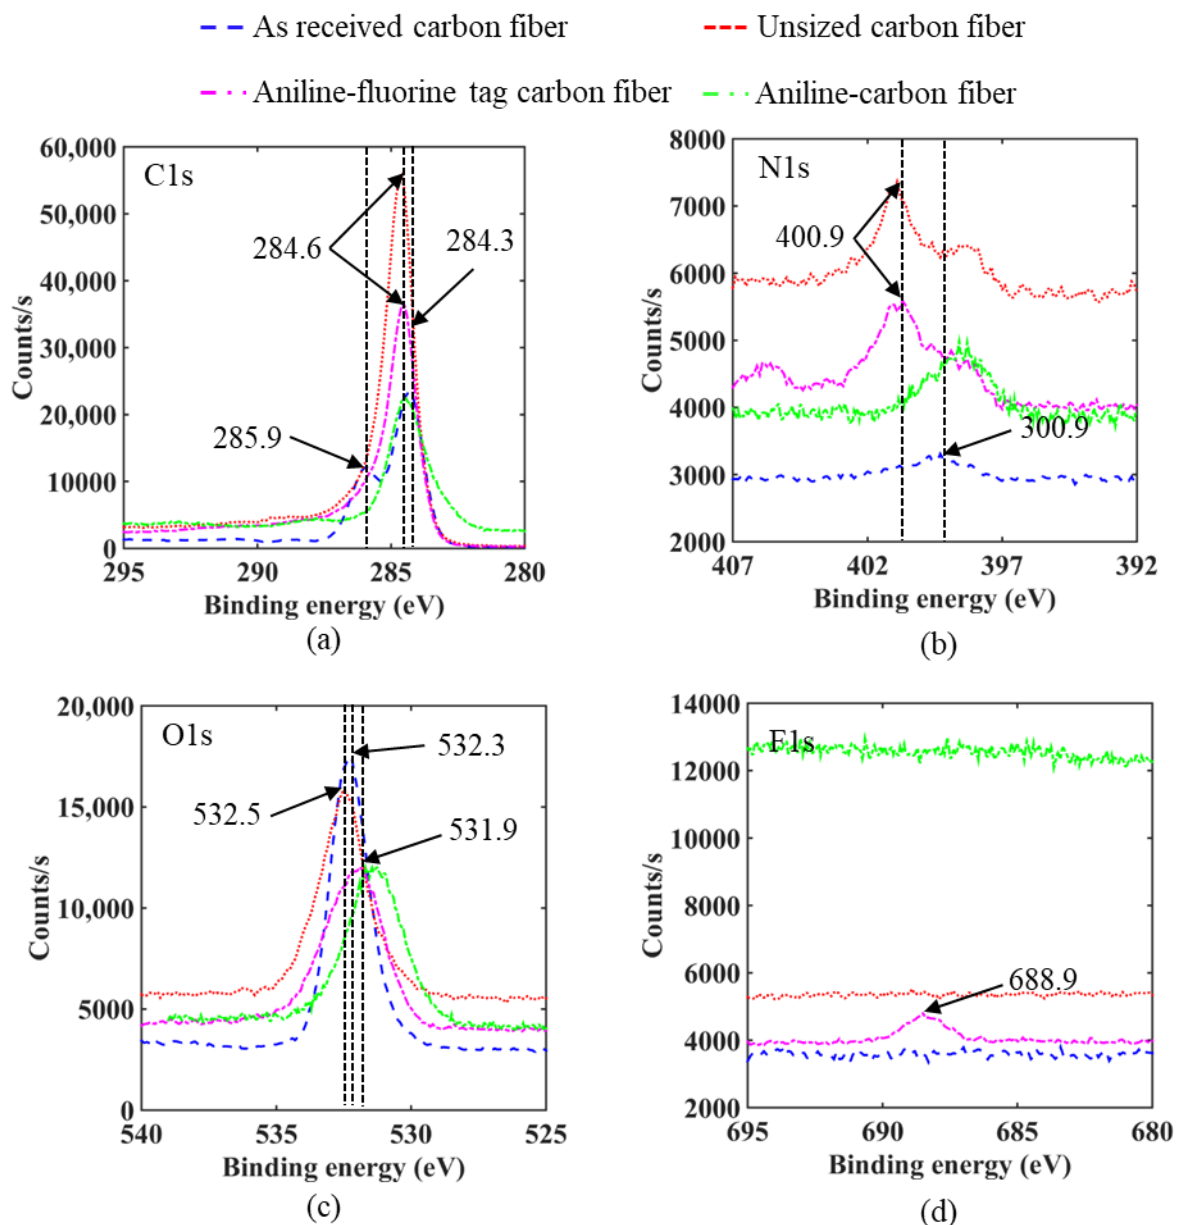 As received carbon fiber
Unsized carbon fiber
Aniline-fluorine tag carbon fiber
Aniline-carbon fiber
60,000
50,000
40,000
30,000
20,000
10000
0
295
290
285
280
Counts/s
Binding energy (eV)
C1s
284.6
284.3
285.9
(a)
8000
7000
6000
5000
4000
3000
2000
407
402
397
392
Counts/s
Binding energy (eV)
N1s
400.9
300.9
(b)
20,000
15,000
10,000
5000
0
540
535
530
525
Counts/s
Binding energy (eV)
O1s
532.3
532.5
531.9
(c)
14000
12000
10000
8000
6000
4000
2000
695
690
685
680
Counts/s
Binding energy (eV)
F1s
688.9
(d)